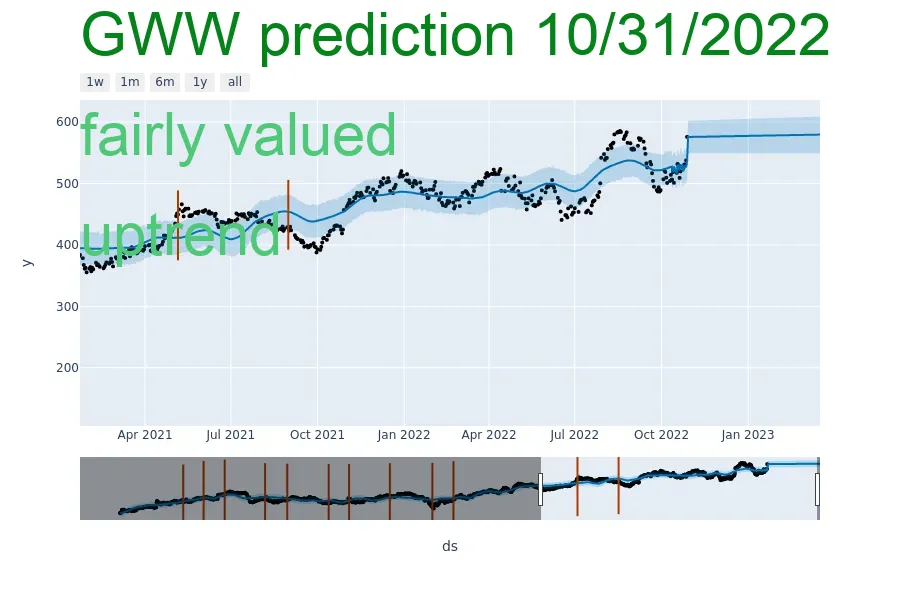 GWW prediction 10/31/2022
1w 1m 6m 1y all
fairly valued
uptrend
600
500
400
300
200
y
Apr 2021 Jul 2021 Oct 2021 Jan 2022 Apr 2022 Jul 2022 Oct 2022 Jan 2023
ds